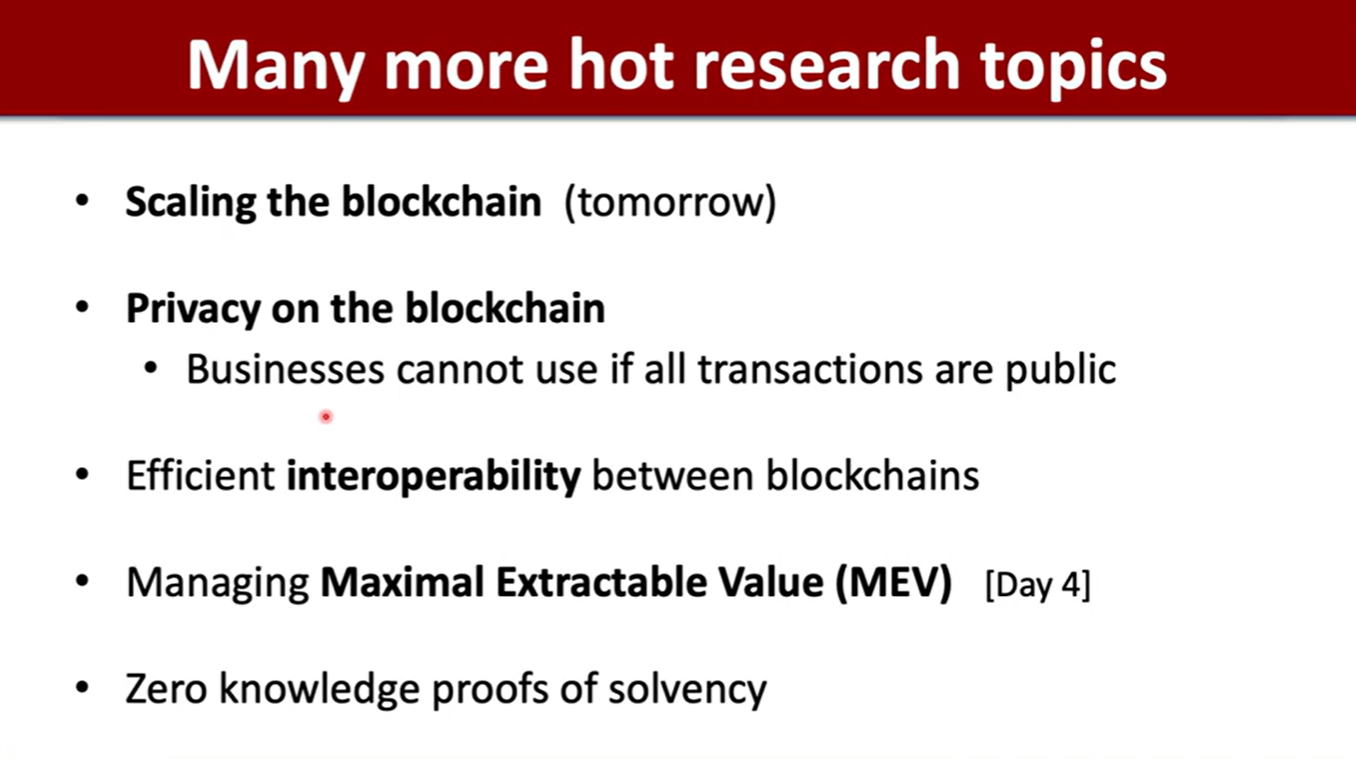 Many more hot research topics
• Scaling the blockchain (tomorrow)
• Privacy on the blockchain
• Businesses cannot use if all transactions are public
• Efficient interoperability between blockchains
• Managing Maximal Extractable Value (MEV) [Day 4]
• Zero knowledge proofs of solvency